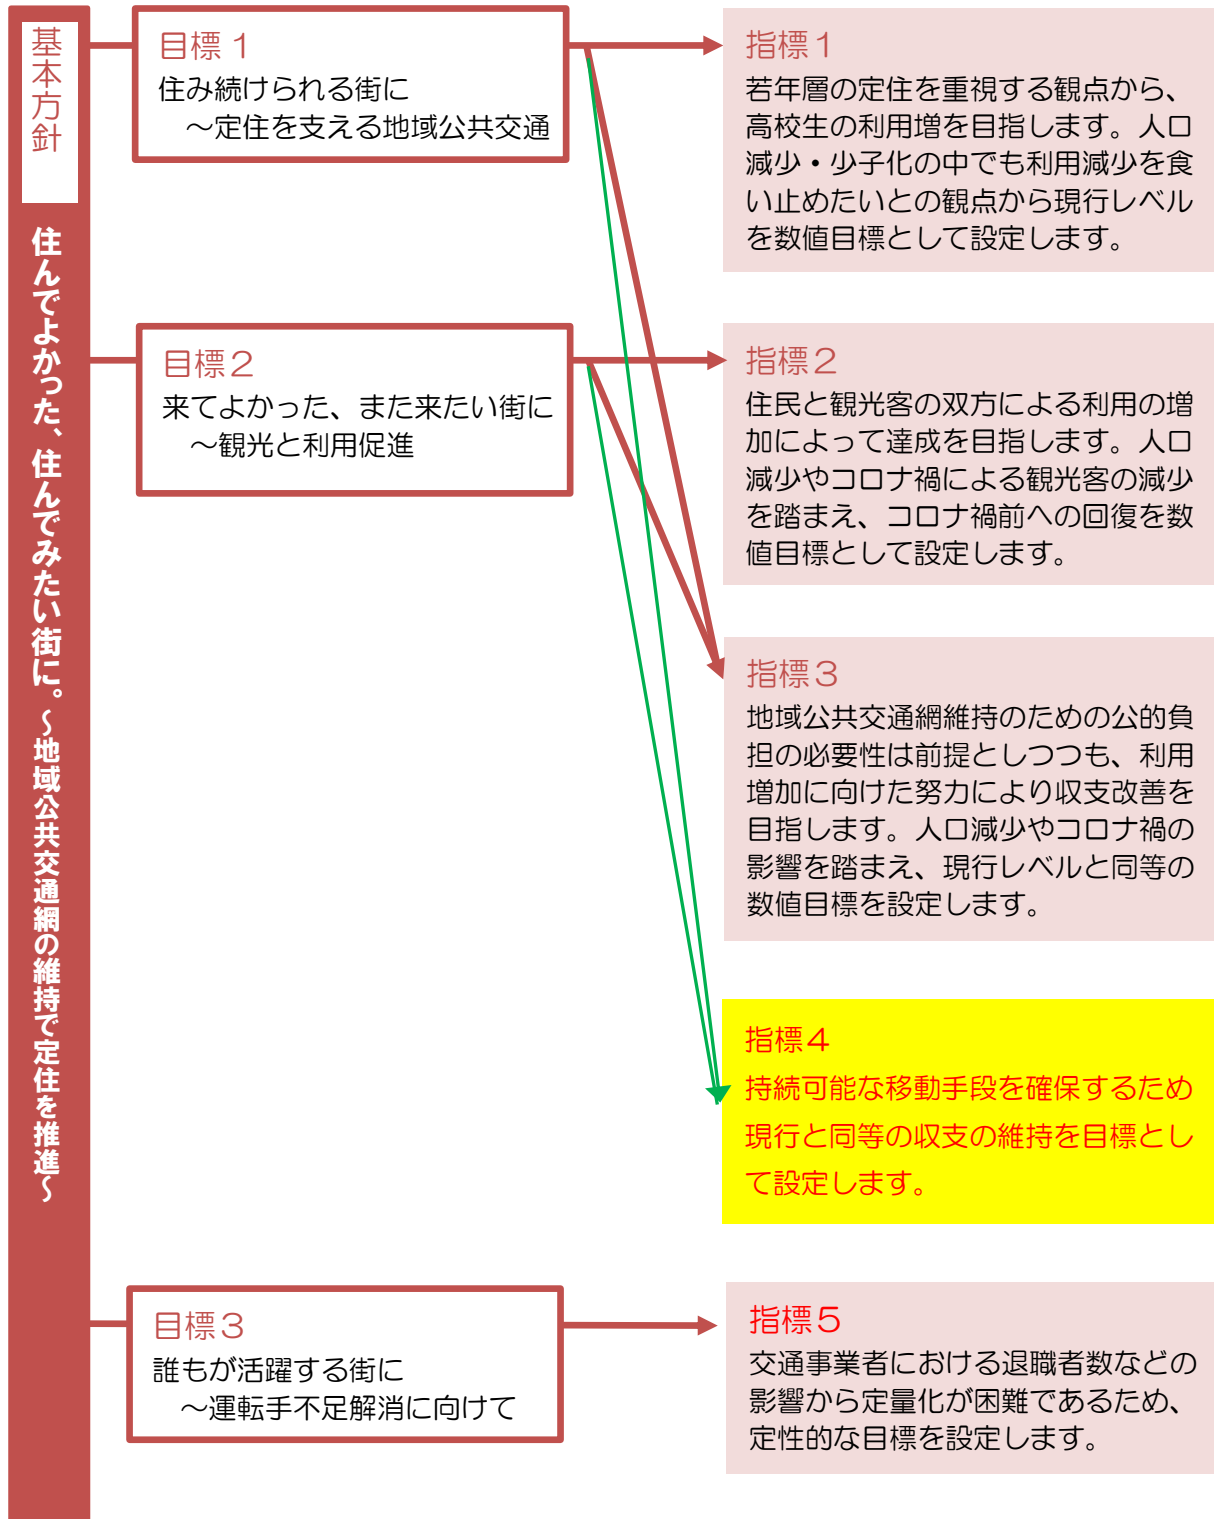 基本方針
住んでよかった、住んでみたい街に。～地域公共交通網の維持で定住を推進～
目標１
住み続けられる街に
～定住を支える地域公共交通
指標１
若年層の定住を重視する観点から、
高校生の利用増を目指します。人口
減少・少子化の中でも利用減少を食
い止めたいとの観点から現行レベル
を数値目標として設定します。
目標２
来てよかった、また来たい街に
～観光と利用促進
指標２
住民と観光客の双方による利用の増
加によって達成を目指します。人口
減少やコロナ禍による観光客の減少
を踏まえ、コロナ禍前への回復を数
値目標として設定します。
指標３
地域公共交通網維持のための公的負
担の必要性は前提としつつも、利用
増加に向けた努力により収支改善を
目指します。人口減少やコロナ禍の
影響を踏まえ、現行レベルと同等の
数値目標を設定します。
指標４
持続可能な移動手段を確保するため
現行と同等の収支の維持を目標とし
て設定します。
目標３
誰もが活躍する街に
～運転手不足解消に向けて
指標５
交通事業者における退職者数などの
影響から定量化が困難であるため、
定性的な目標を設定します。